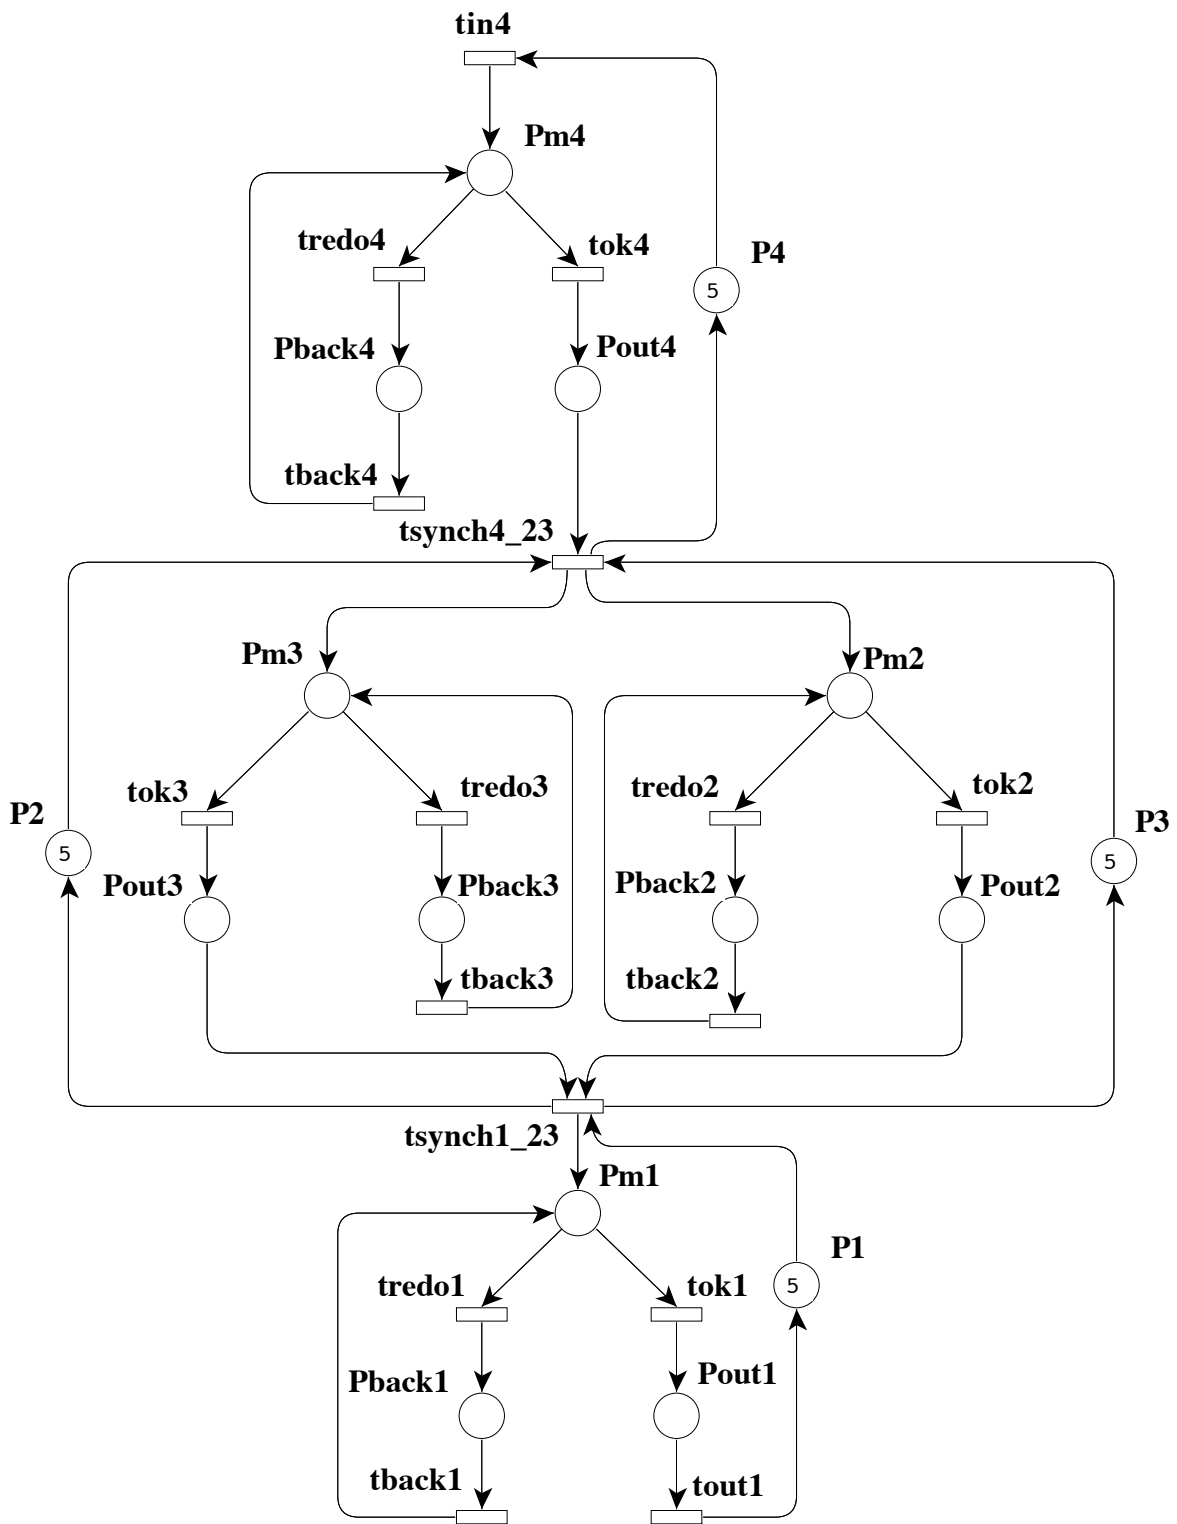 tin4
Pm4
tredo4
tok4
P4
5
Pback4
Pout4
tback4
tsynch4_23
Pm3
Pm2
tok3
tredo3
tredo2
tok2
P2
P3
5
5
Pout3
Pback3
Pback2
Pout2
tback3
tback2
tsynch1_23
Pm1
P1
tredo1
tok1
5
Pback1
Pout1
tback1
tout1